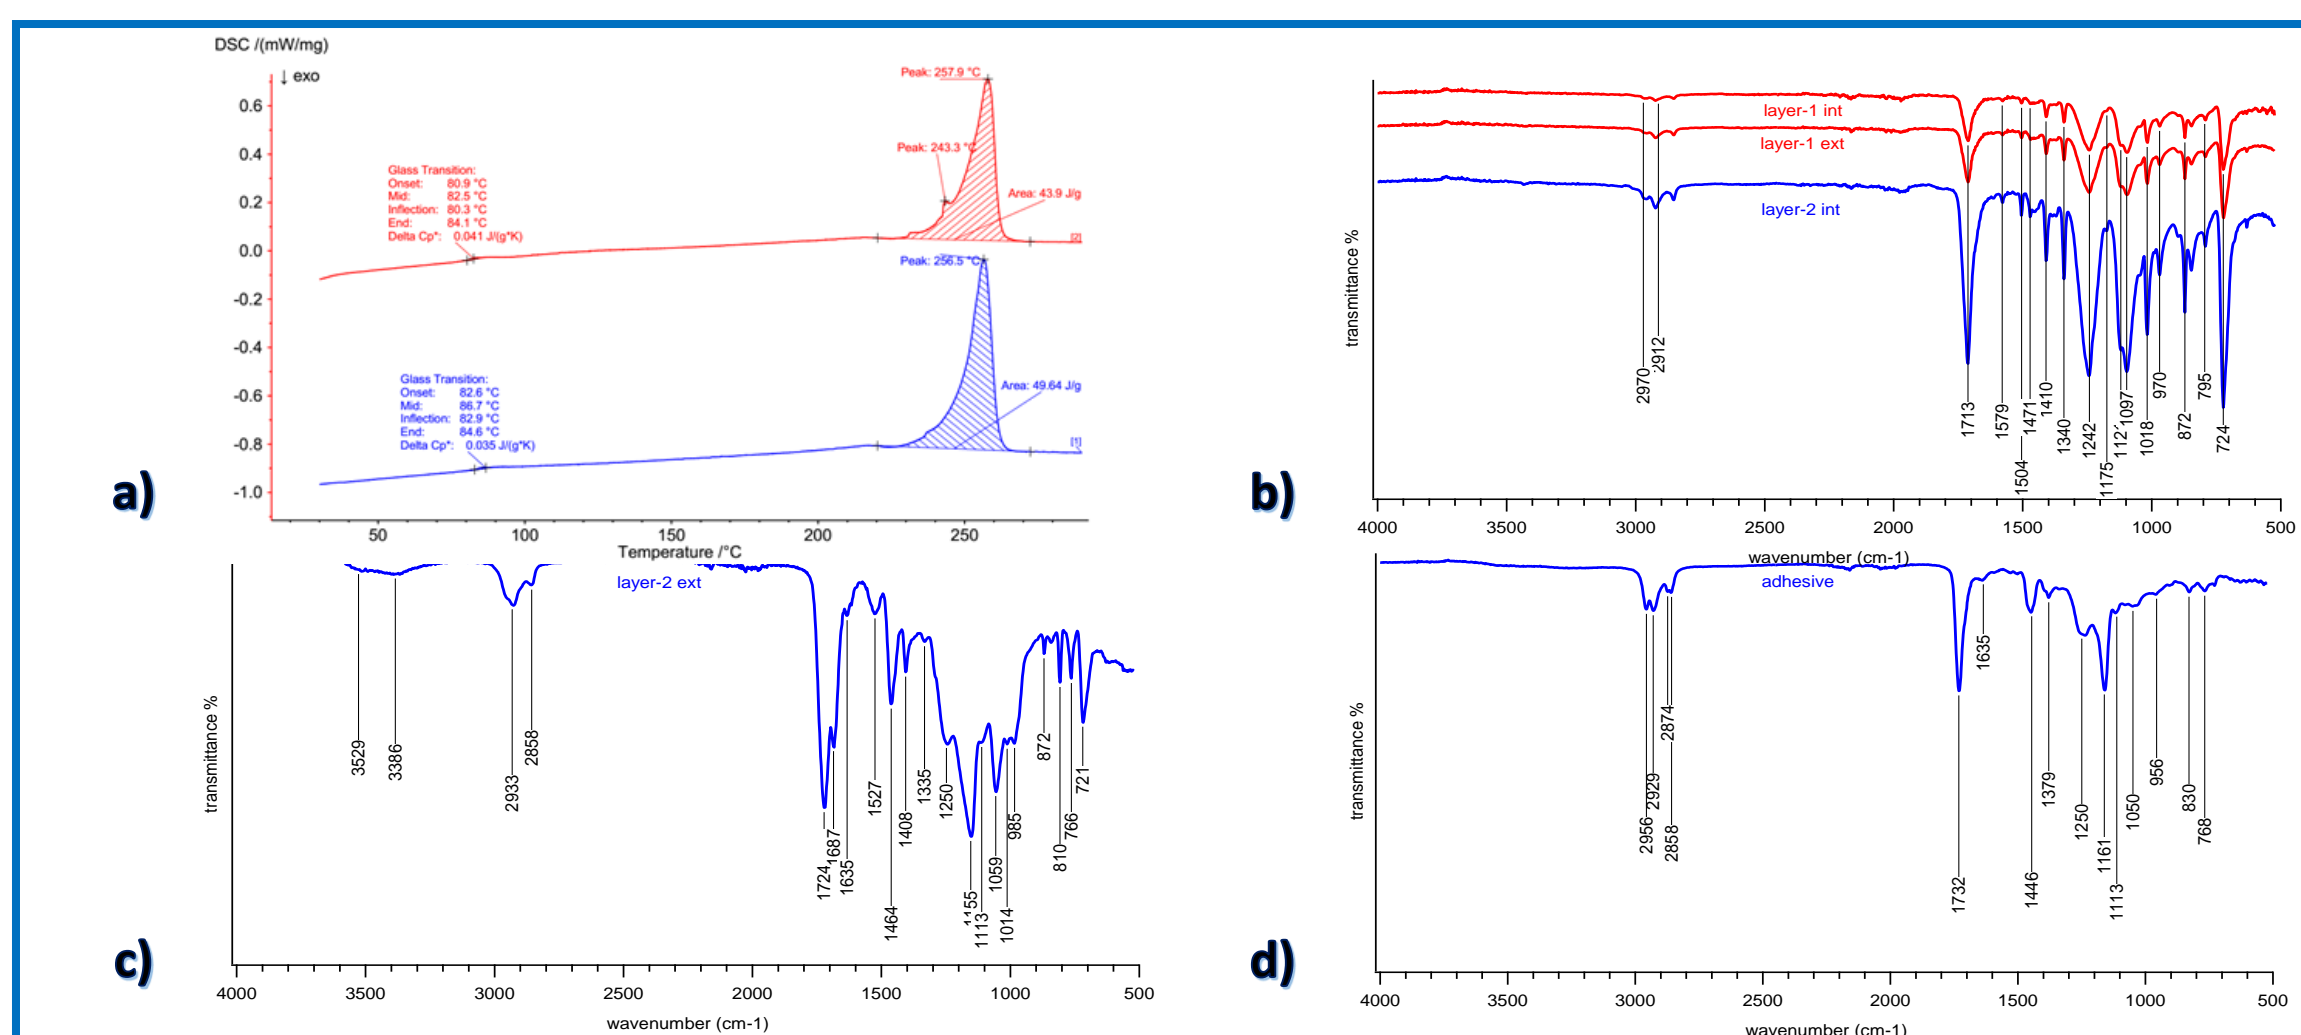 DSC /(mW/mg)
↓ exo
0.6
0.4
0.2
0.0
-0.2
-0.4
-0.6
-0.8
-1.0
Peak: 257.9 °C
Peak: 243.3 °C
Area: 43.9 J/g
[2]
Glass Transition:
Onset: 80.9 °C
Mid: 82.5 °C
Inflection: 80.3 °C
End: 84.1 °C
Delta Cp*: 0.041 J/(g*K)
Peak: 256.5 °C
Area: 49.64 J/g
[1]
Glass Transition:
Onset: 82.6 °C
Mid: 86.7 °C
Inflection: 82.9 °C
End: 84.6 °C
Delta Cp*: 0.035 J/(g*K)
50 100 150 200 250
Temperature /°C
a)
layer-1 int
layer-1 ext
layer-2 int
transmittance %
2970
2912
1713
1579
1504
1471
1410
1340
1242
1175
1097
1018
970
872
795
724
4000 3500 3000 2500 2000 1500 1000 500
wavenumber (cm-1)
b)
layer-2 ext
transmittance %
3529
3386
2933
2858
1724
1687
1635
1527
1464
1408
1335
1250
1155
1113
1059
1014
985
872
810
766
721
4000 3500 3000 2500 2000 1500 1000 500
wavenumber (cm-1)
c)
adhesive
transmittance %
2956
2929
2874
2858
1732
1635
1446
1379
1250
1161
1113
1050
956
830
768
4000 3500 3000 2500 2000 1500 1000 500
wavenumber (cm-1)
d)